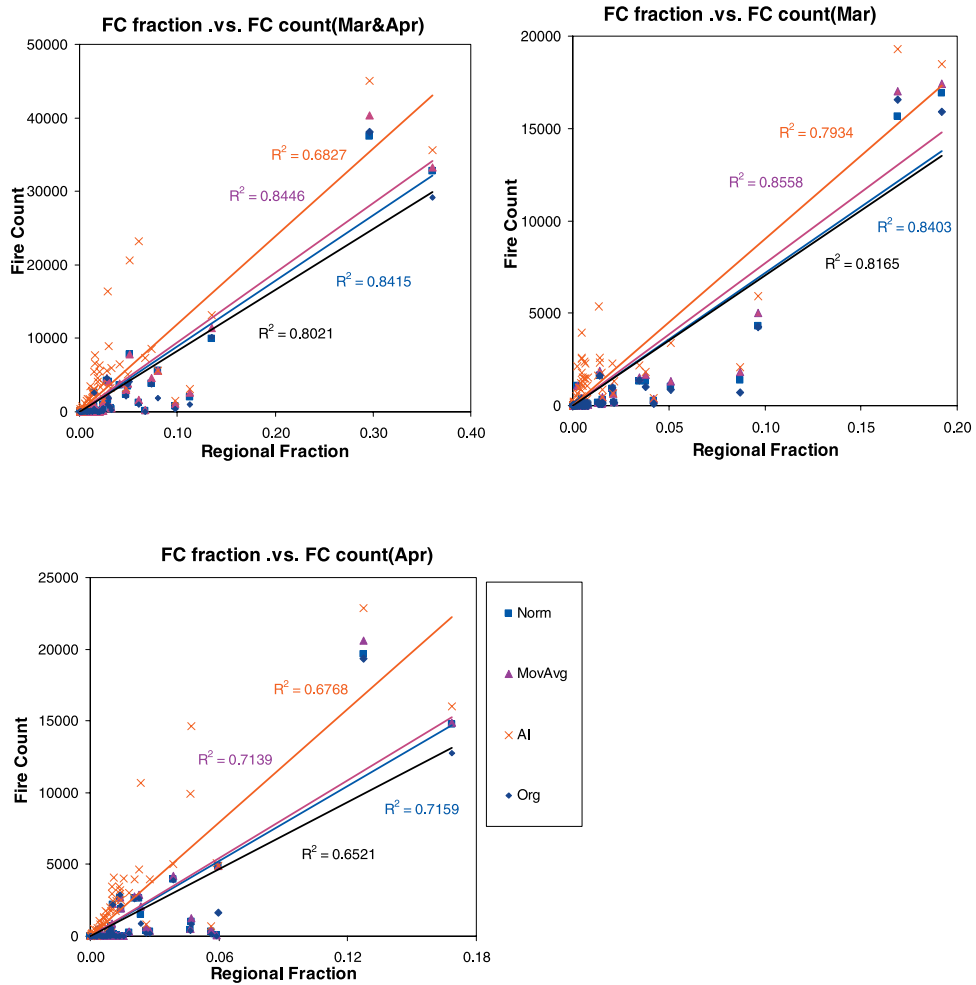 FC fraction .vs. FC count(Mar&Apr)
50000
40000
30000
20000
10000
0
Fire Count
R² = 0.6827
R² = 0.8446
R² = 0.8415
R² = 0.8021
0.00 0.10 0.20 0.30 0.40
Regional Fraction
FC fraction .vs. FC count(Mar)
20000
15000
10000
5000
0
Fire Count
R² = 0.7934
R² = 0.8558
R² = 0.8403
R² = 0.8165
0.00 0.05 0.10 0.15 0.20
Regional Fraction
FC fraction .vs. FC count(Apr)
25000
20000
15000
10000
5000
0
Fire Count
R² = 0.6768
R² = 0.7139
R² = 0.7159
R² = 0.6521
0.00 0.06 0.12 0.18
Regional Fraction
Norm
MovAvg
AI
Org